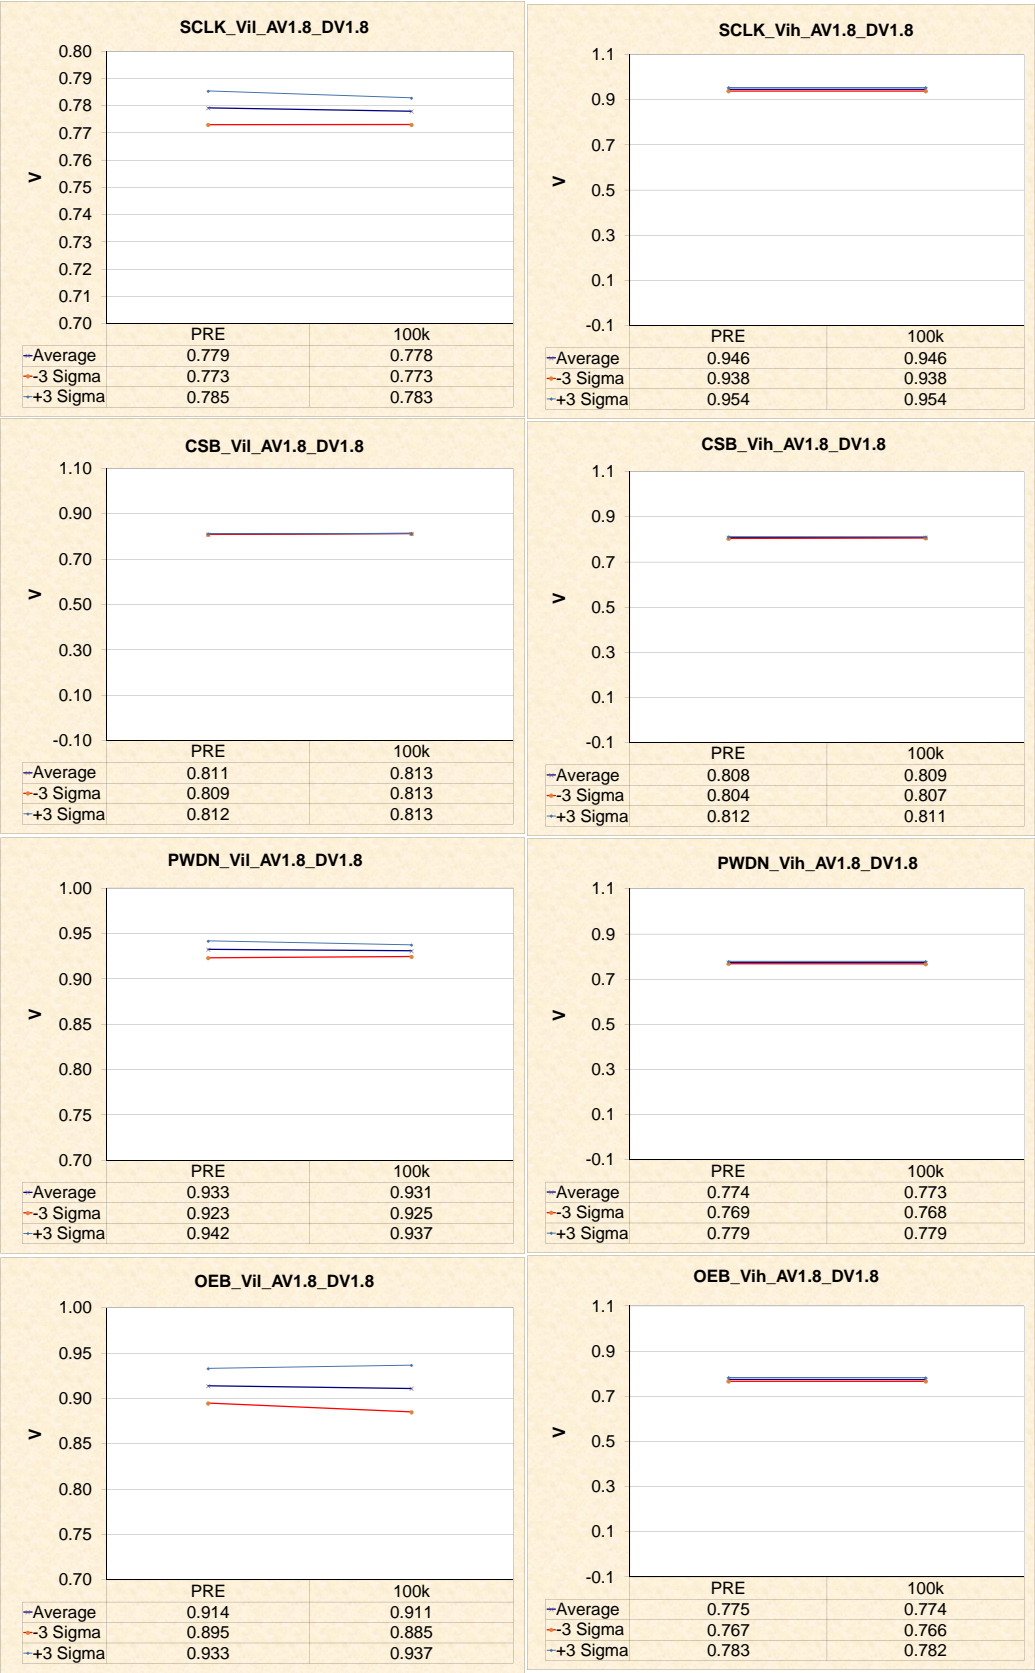 SCLK_Vil_AV1.8_DV1.8
0.80
0.79
0.78
0.77
0.76
0.75
0.74
0.73
0.72
0.71
0.70
V
PRE 100k
Average 0.779 0.778
-3 Sigma 0.773 0.773
+3 Sigma 0.785 0.783
SCLK_Vih_AV1.8_DV1.8
1.1
0.9
0.7
0.5
0.3
0.1
-0.1
V
PRE 100k
Average 0.946 0.946
-3 Sigma 0.938 0.938
+3 Sigma 0.954 0.954
CSB_Vil_AV1.8_DV1.8
1.10
0.90
0.70
0.50
0.30
0.10
-0.10
V
PRE 100k
Average 0.811 0.813
-3 Sigma 0.809 0.813
+3 Sigma 0.812 0.813
CSB_Vih_AV1.8_DV1.8
1.1
0.9
0.7
0.5
0.3
0.1
-0.1
V
PRE 100k
Average 0.808 0.809
-3 Sigma 0.804 0.807
+3 Sigma 0.812 0.811
PWDN_Vil_AV1.8_DV1.8
1.00
0.95
0.90
0.85
0.80
0.75
0.70
V
PRE 100k
Average 0.933 0.931
-3 Sigma 0.923 0.925
+3 Sigma 0.942 0.937
PWDN_Vih_AV1.8_DV1.8
1.1
0.9
0.7
0.5
0.3
0.1
-0.1
V
PRE 100k
Average 0.774 0.773
-3 Sigma 0.769 0.768
+3 Sigma 0.779 0.779
OEB_Vil_AV1.8_DV1.8
1.00
0.95
0.90
0.85
0.80
0.75
0.70
V
PRE 100k
Average 0.914 0.911
-3 Sigma 0.895 0.885
+3 Sigma 0.933 0.937
OEB_Vih_AV1.8_DV1.8
1.1
0.9
0.7
0.5
0.3
0.1
-0.1
V
PRE 100k
Average 0.775 0.774
-3 Sigma 0.767 0.766
+3 Sigma 0.783 0.782